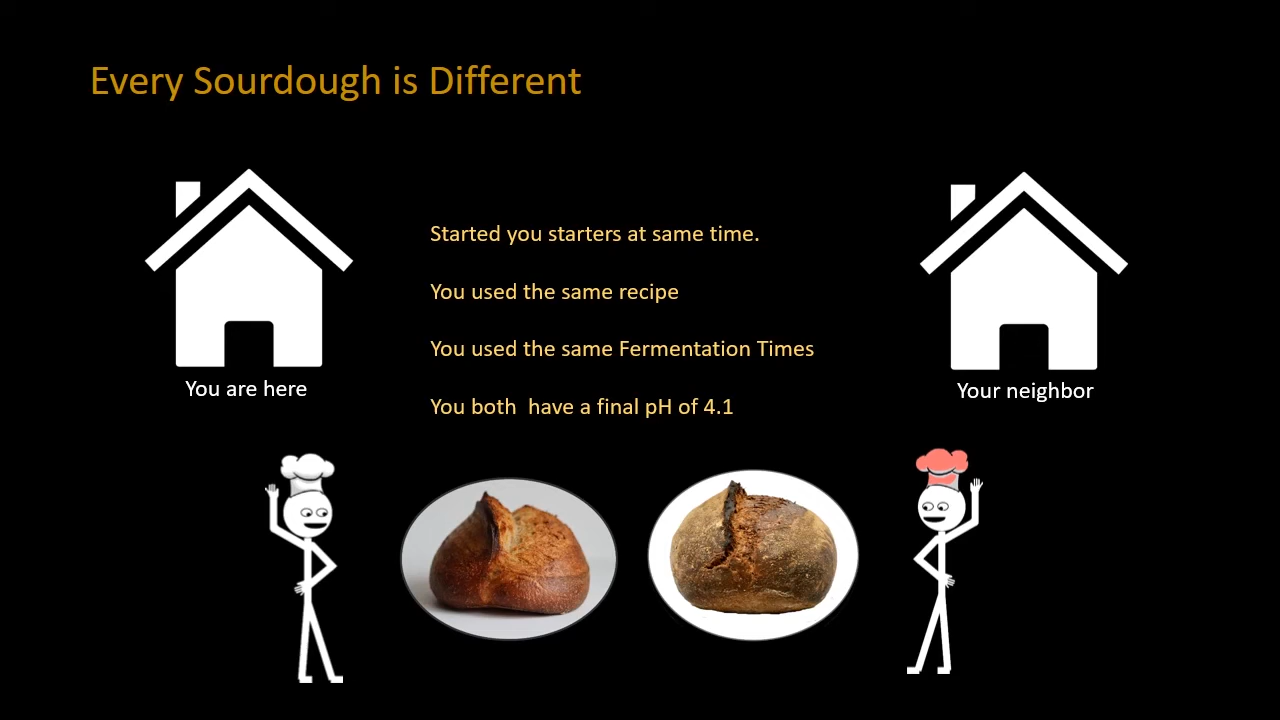 Every Sourdough is Different
Started you starters at same time.
You used the same recipe
You used the same Fermentation Times
You both  have a final pH of 4.1
You are here
Your neighbor